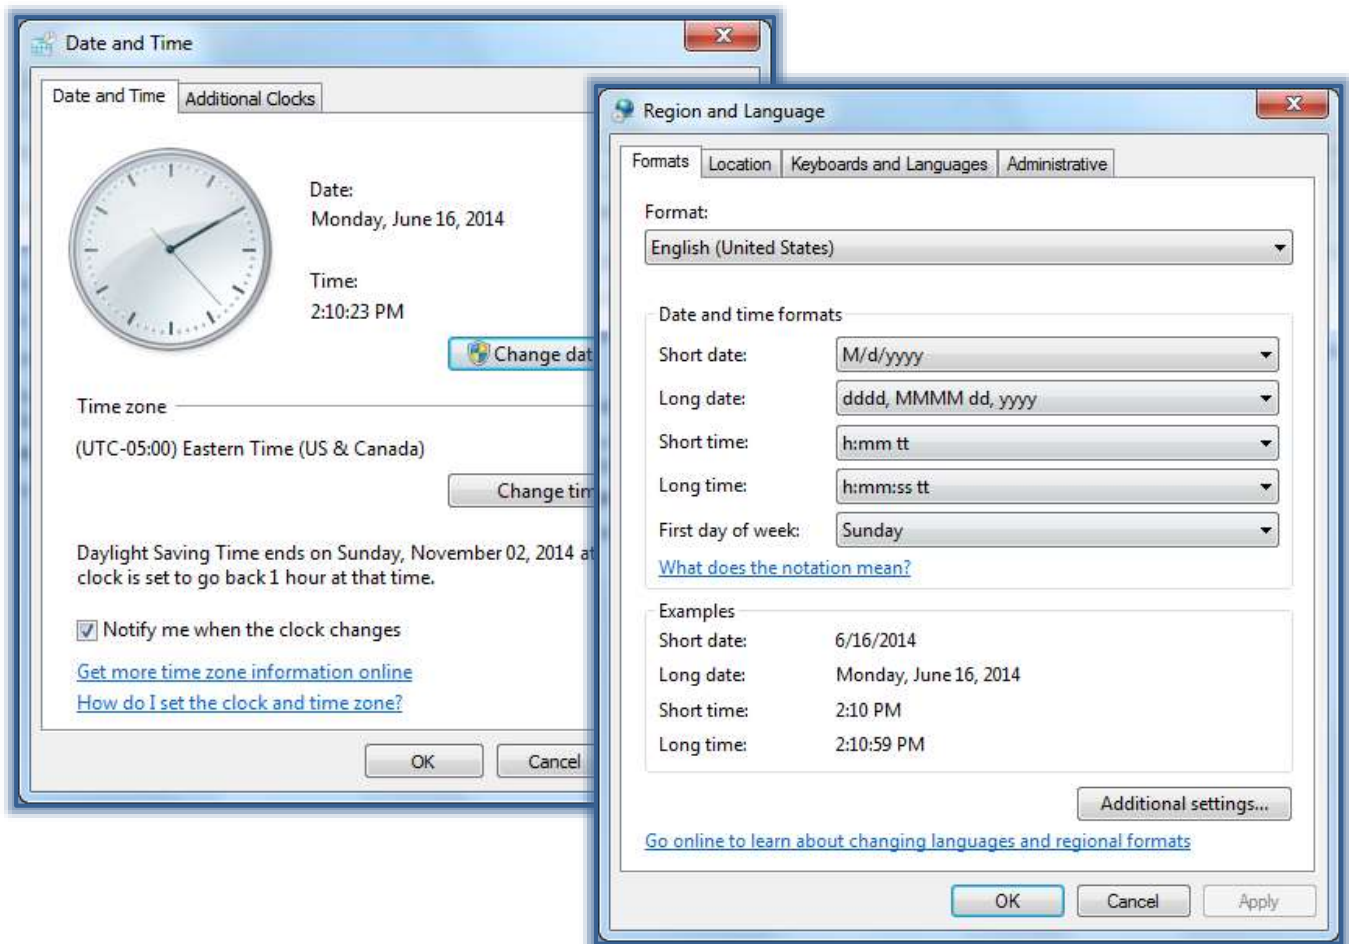 Date and Time
Date and Time
Additional Clocks
Date:
Monday, June 16, 2014
Time:
2:10:23 PM
Change dat
Time zone
(UTC-05:00) Eastern Time (US & Canada)
Change tim
Daylight Saving Time ends on Sunday, November 02, 2014 at
clock is set to go back 1 hour at that time.
Notify me when the clock changes
Get more time zone information online
How do I set the clock and time zone?
OK
Cancel
Region and Language
Formats
Location
Keyboards and Languages
Administrative
Format:
English (United States)
Date and time formats
Short date:
M/d/yyyy
Long date:
dddd, MMMM dd, yyyy
Short time:
h:mm tt
Long time:
h:mm:ss tt
First day of week:
Sunday
What does the notation mean?
Examples
Short date:
6/16/2014
Long date:
Monday, June 16, 2014
Short time:
2:10 PM
Long time:
2:10:59 PM
Additional settings...
Go online to learn about changing languages and regional formats
OK
Cancel
Apply